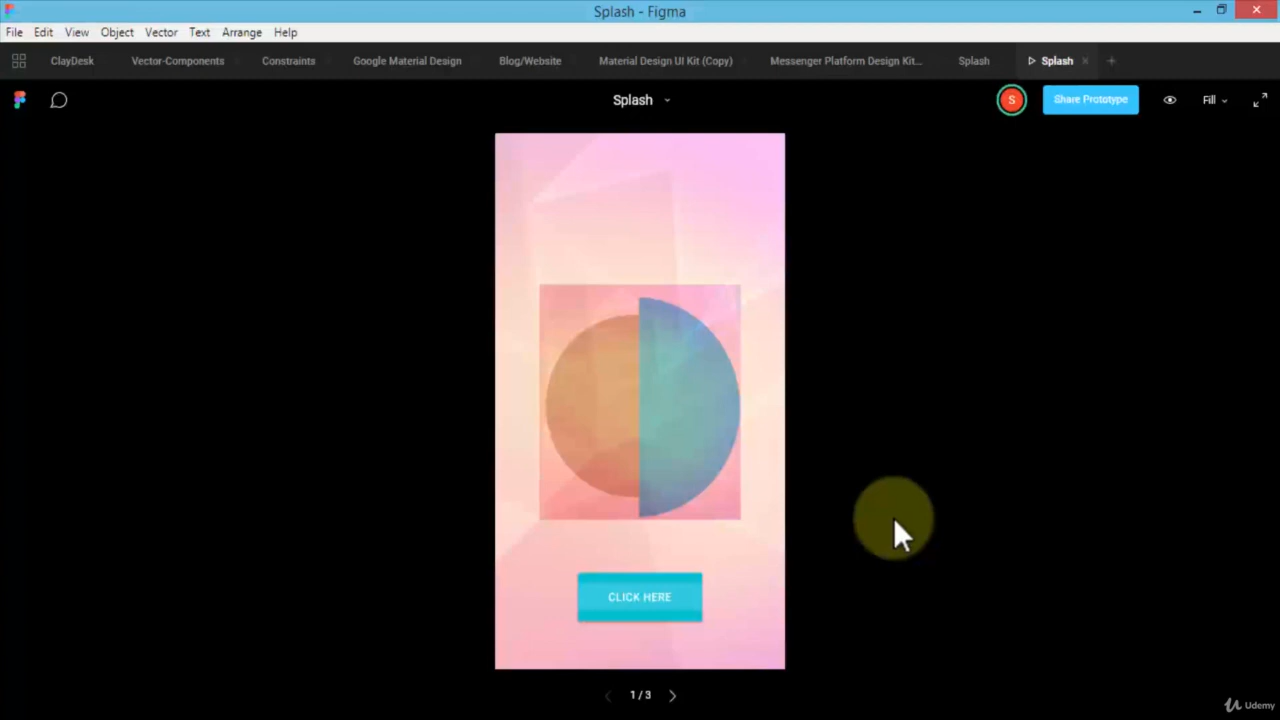 Splash - Figma
File Edit View Object Vector Text Arrange Help
ClayDesk Vector-Components Constraints Google Material Design Blog/Website Material Design UI Kit (Copy) Messenger Platform Design Kit... Splash Splash
Splash S Share Prototype Fill
CLICK HERE
1 / 3
Udemy